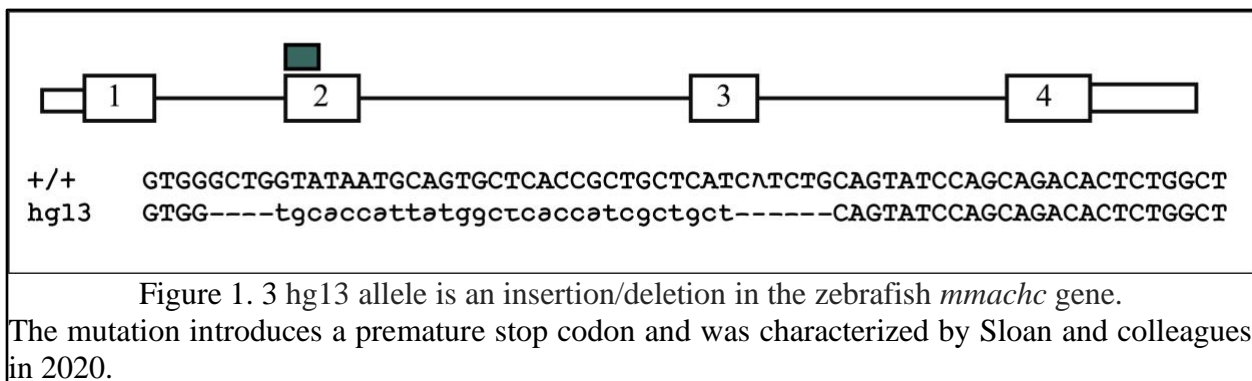 1 2 3 4
+/+ GTGGGCTGGTATAATGCAGTGCTCACCGCTGCTCATCATCTGCAGTATCCAGCAGACACTCTGGCT
hg13 GTGG----tgcaccattatggctcaccatcgctgct------CAGTATCCAGCAGACACTCTGGCT
Figure 1. 3 hg13 allele is an insertion/deletion in the zebrafish mmachc gene.
The mutation introduces a premature stop codon and was characterized by Sloan and colleagues
in 2020.